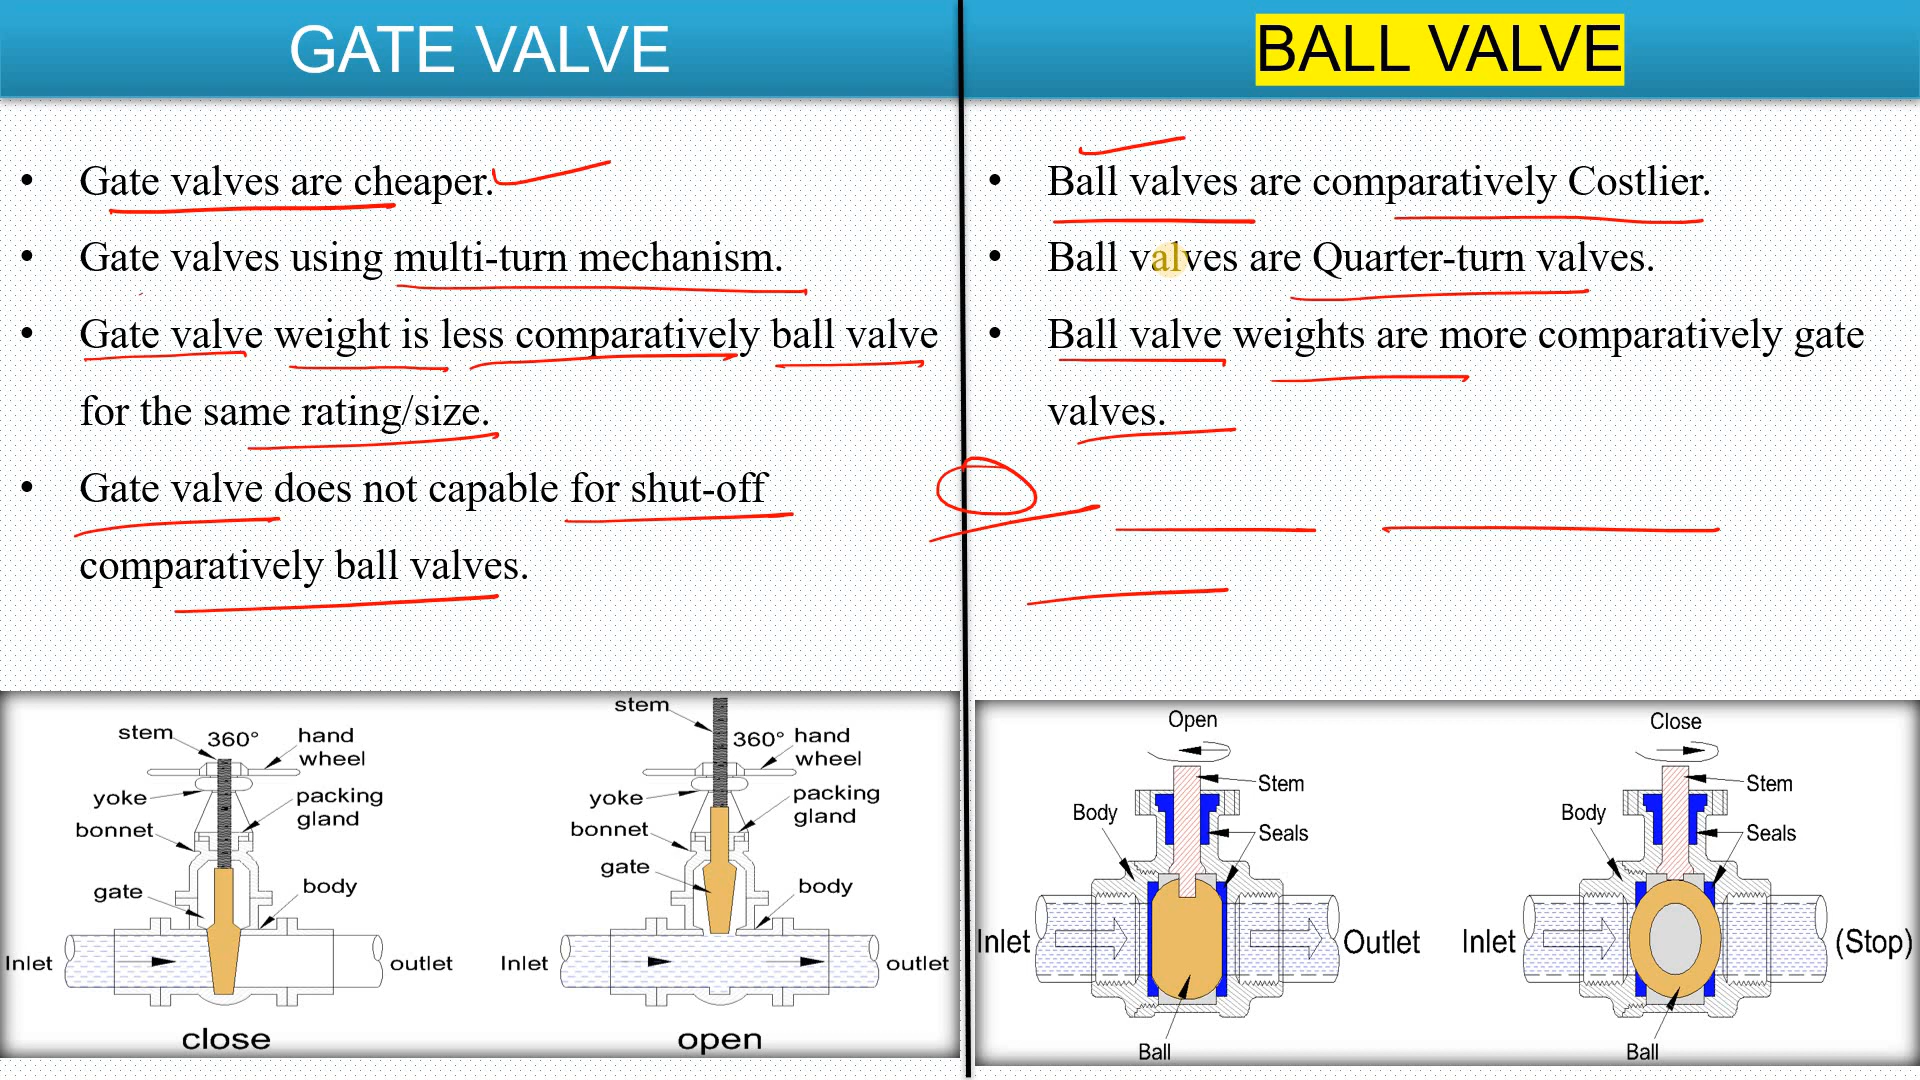 GATE VALVE
• Gate valves are cheaper.
• Gate valves using multi-turn mechanism.
• Gate valve weight is less comparatively ball valve
for the same rating/size.
• Gate valve does not capable for shut-off
comparatively ball valves.
BALL VALVE
• Ball valves are comparatively Costlier.
• Ball valves are Quarter-turn valves.
• Ball valve weights are more comparatively gate
valves.
stem
360°
hand
wheel
yoke
packing
gland
bonnet
gate
body
Inlet
outlet
close
stem
360°
hand
wheel
yoke
packing
gland
bonnet
gate
body
Inlet
outlet
open
Open
Stem
Body
Seals
Inlet
Outlet
Ball
Close
Stem
Body
Seals
Inlet
(Stop)
Ball